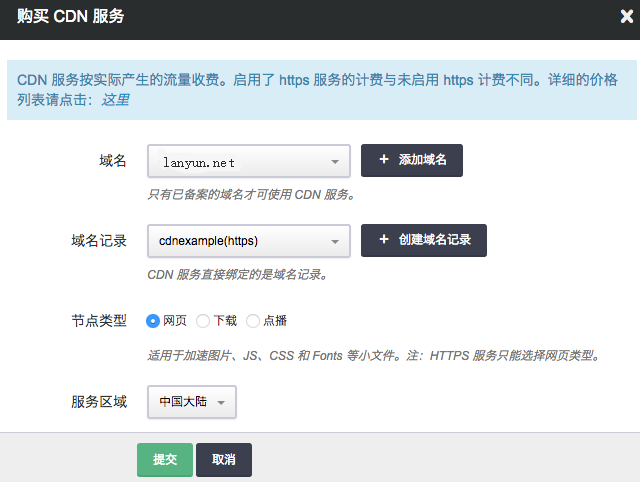 购买 CDN 服务
CDN 服务按实际产生的流量收费。启用了 https 服务的计费与未启用 https 计费不同。详细的价格
列表请点击：这里
域名 lanyun.net + 添加域名
只有已备案的域名才可使用 CDN 服务。
域名记录 cdnexample(https) + 创建域名记录
CDN 服务直接绑定的是域名记录。
节点类型 网页 下载 点播
适用于加速图片、JS、CSS 和 Fonts 等小文件。注：HTTPS 服务只能选择网页类型。
服务区域 中国大陆
提交 取消